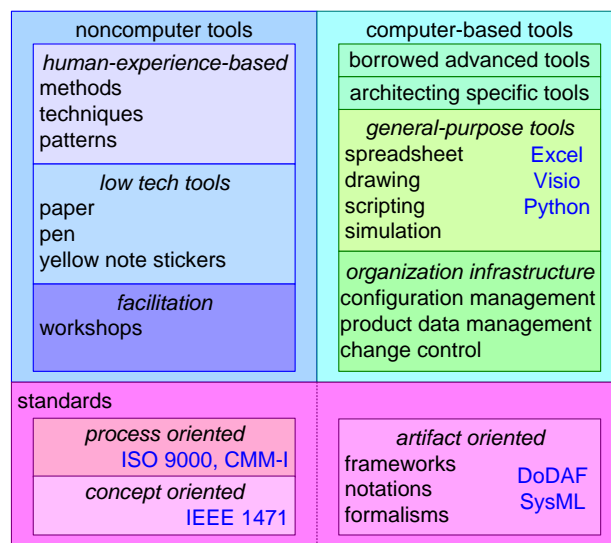 noncomputer tools
human-experience-based
methods
techniques
patterns
low tech tools
paper
pen
yellow note stickers
facilitation
workshops
computer-based tools
borrowed advanced tools
architecting specific tools
general-purpose tools
spreadsheet Excel
drawing Visio
scripting Python
simulation
organization infrastructure
configuration management
product data management
change control
standards
process oriented
ISO 9000, CMM-I
concept oriented
IEEE 1471
artifact oriented
frameworks
notations
formalisms
DoDAF
SysML